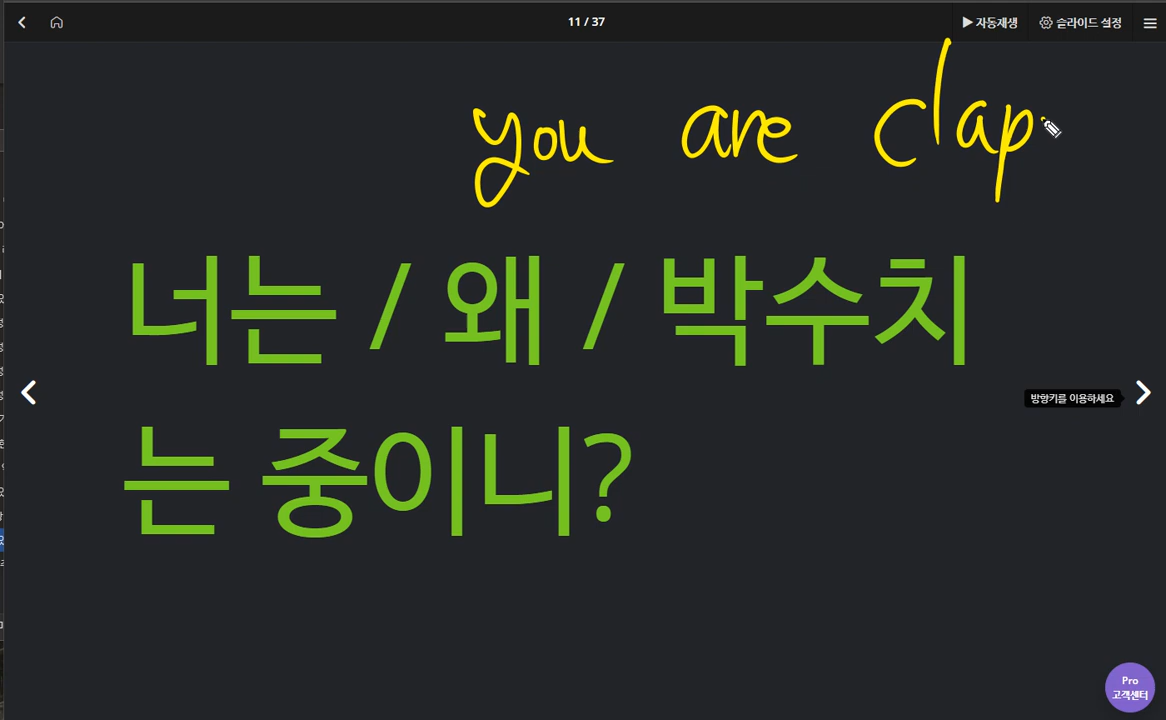 11 / 37
▶ 자동재생
슬라이드 설정
you are clap
너는 / 왜 / 박수치
는 중이니?
방향키를 이용하세요
Pro
고객센터